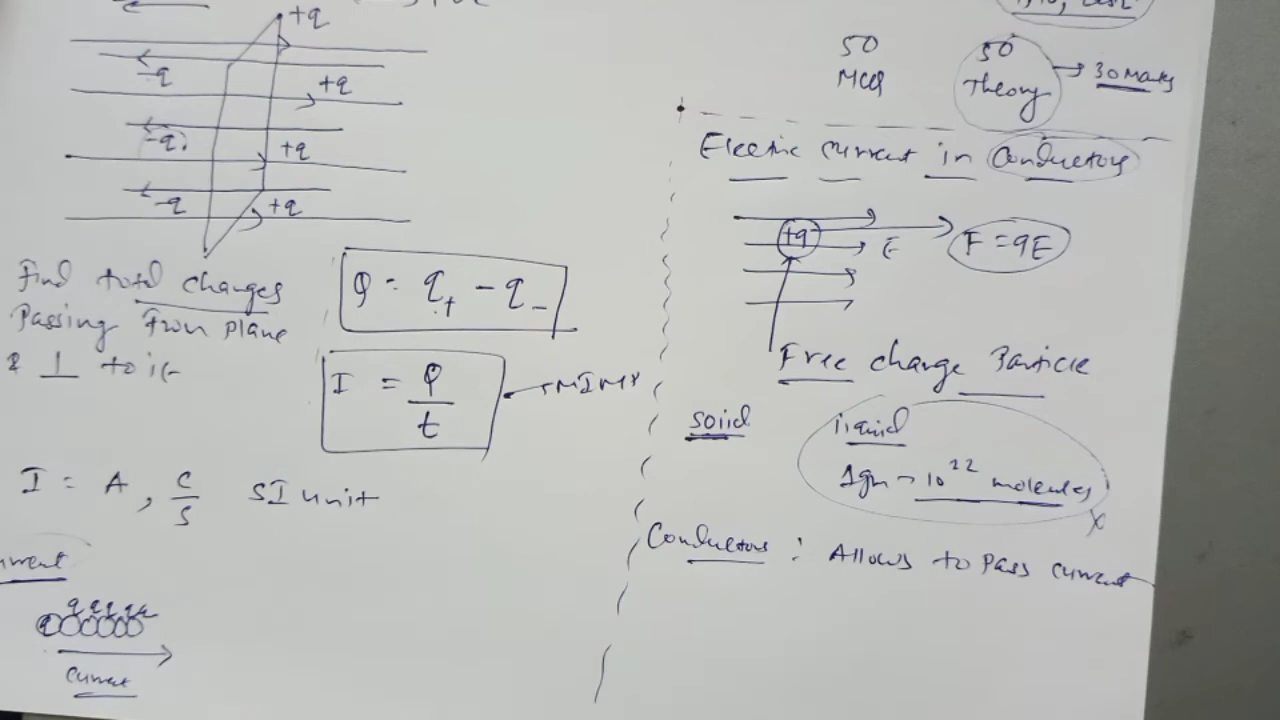 +q
-q
+q
-q
+q
-q
+q
Find total charges
Passing From plane
& ⊥ to it
Q = q+ - q-
I = Q/t
I = A, C/s SI unit
q q q q q
current
50 MCQ
50 Theory → 30 Marks
Electric current in Conductors
+q
E
F = qE
Free charge Particle
solid
liquid
1gm → 10²² molecules
x
Conductors : Allows to Pass current